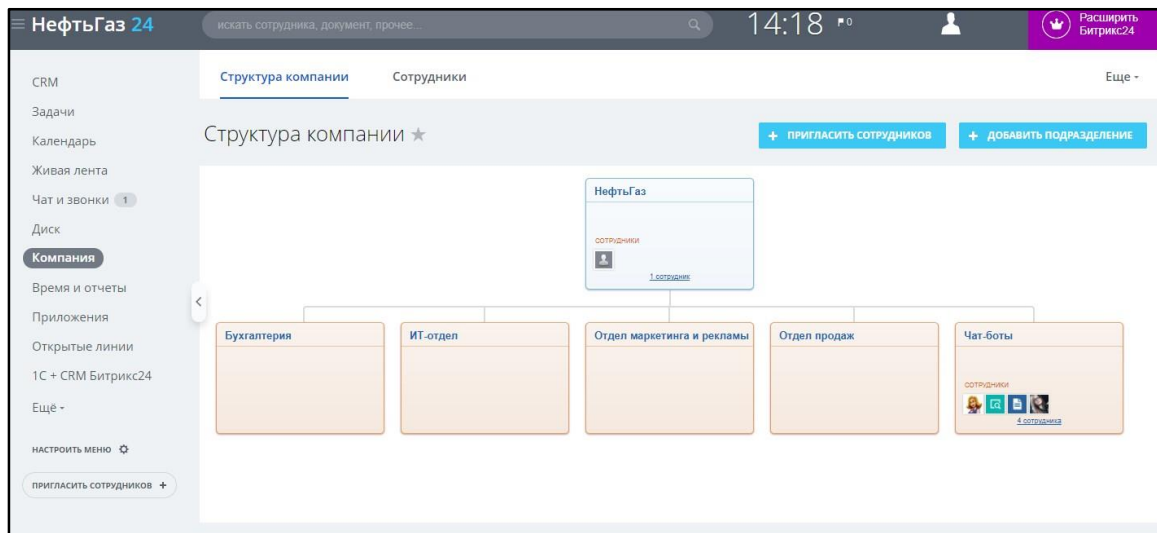 НефтьГаз 24
искать сотрудника, документ, прочее...
14:18
0
Расширить
Битрикс24
CRM
Задачи
Календарь
Живая лента
Чат и звонки 1
Диск
Компания
Время и отчеты
Приложения
Открытые линии
1С + CRM Битрикс24
Ещё
НАСТРОИТЬ МЕНЮ
ПРИГЛАСИТЬ СОТРУДНИКОВ +
Структура компании
Сотрудники
Еще
Структура компании
+ ПРИГЛАСИТЬ СОТРУДНИКОВ
+ ДОБАВИТЬ ПОДРАЗДЕЛЕНИЕ
НефтьГаз
СОТРУДНИКИ
1 сотрудник
Бухгалтерия
ИТ-отдел
Отдел маркетинга и рекламы
Отдел продаж
Чат-боты
СОТРУДНИКИ
4 сотрудника